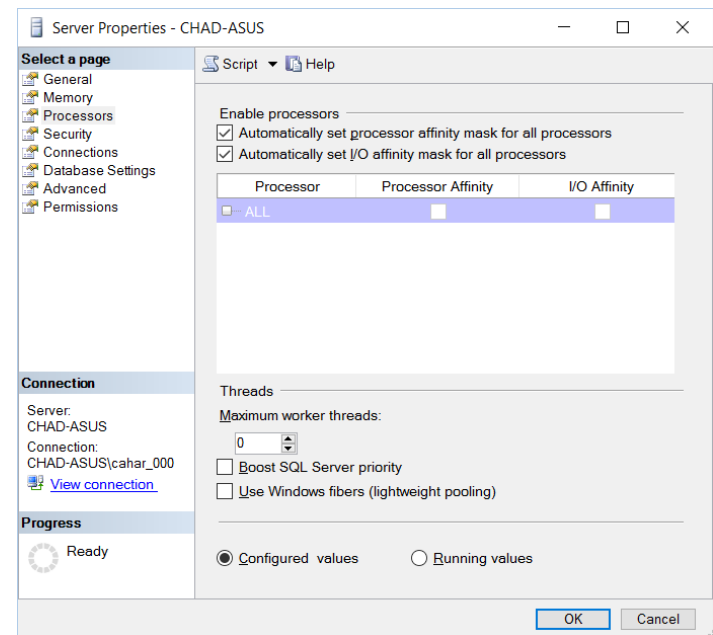 Server Properties - CHAD-ASUS
Select a page
General
Memory
Processors
Security
Connections
Database Settings
Advanced
Permissions
Connection
Server:
CHAD-ASUS
Connection:
CHAD-ASUS\cahar_000
View connection
Progress
Ready
Script
Help
Enable processors
Automatically set processor affinity mask for all processors
Automatically set I/O affinity mask for all processors
Processor Processor Affinity I/O Affinity
ALL
Threads
Maximum worker threads:
0
Boost SQL Server priority
Use Windows fibers (lightweight pooling)
Configured values Running values
OK Cancel